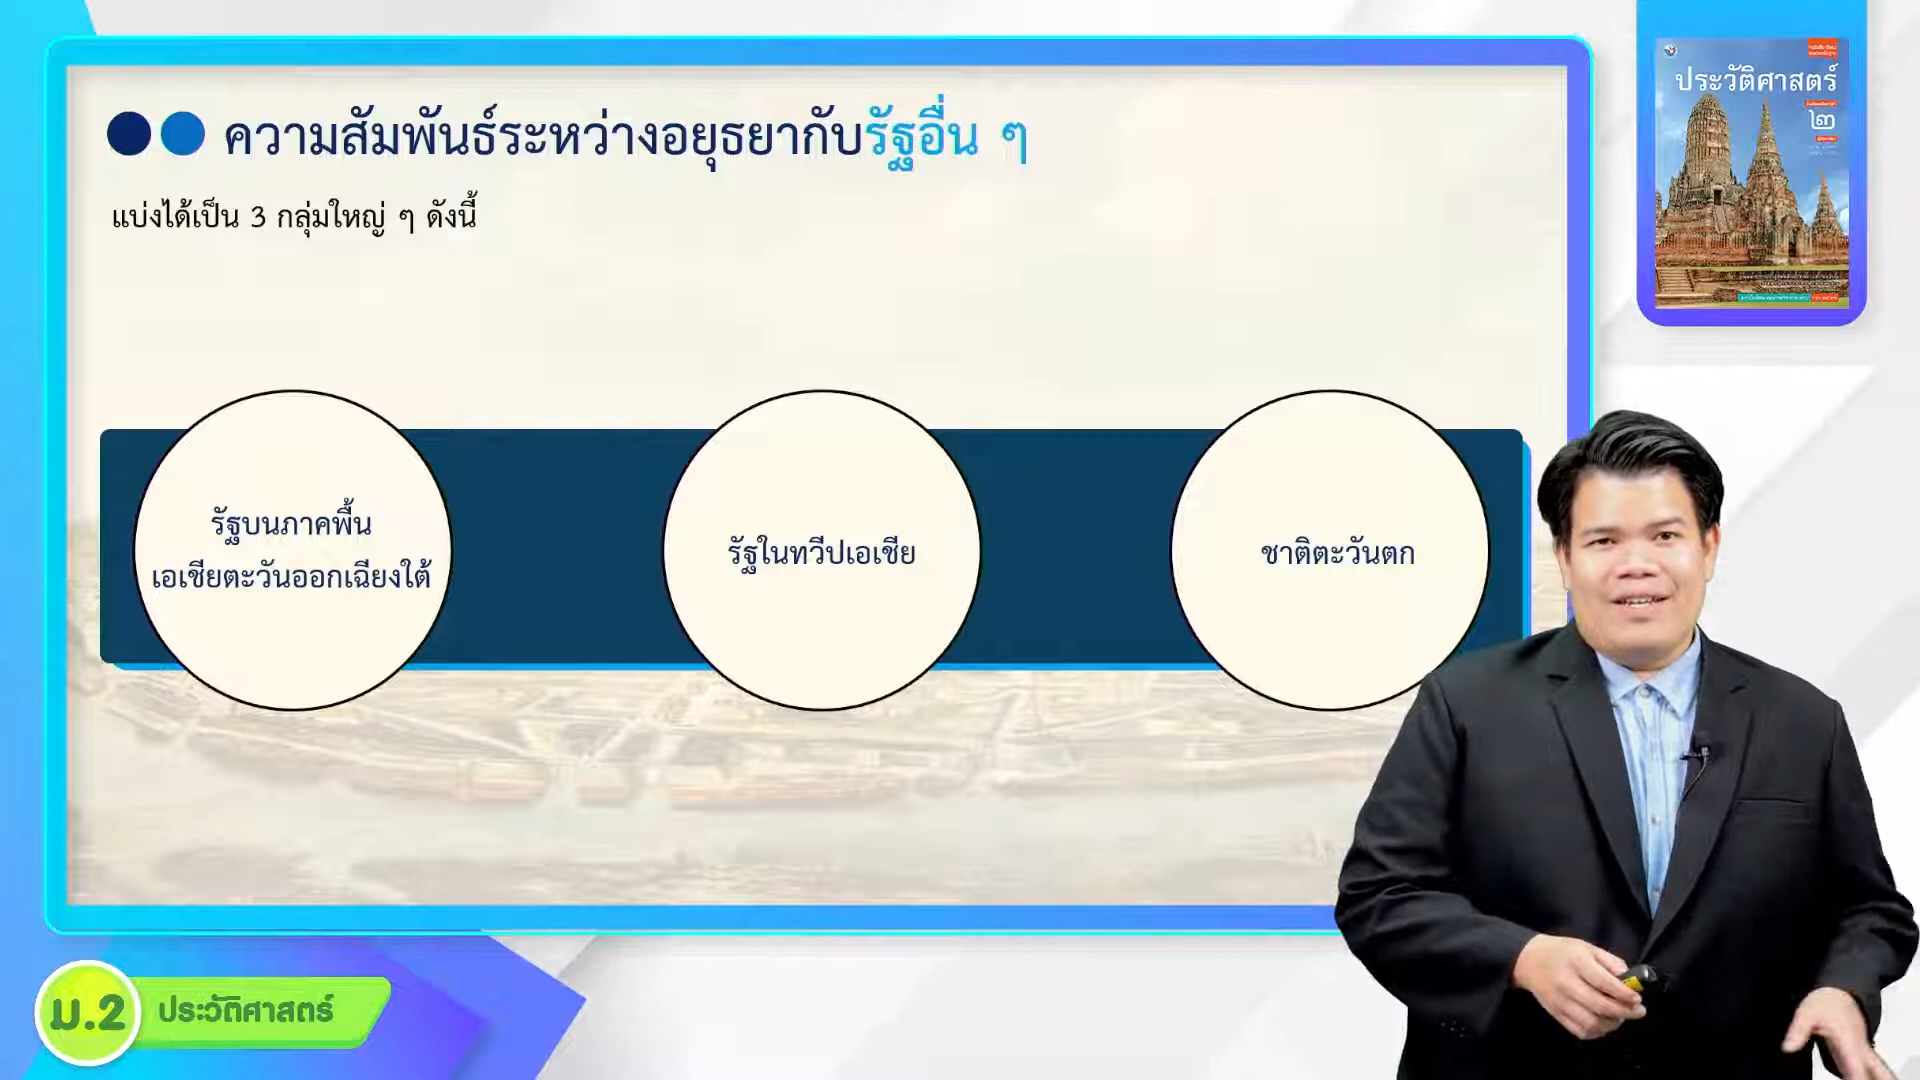 ความสัมพันธ์ระหว่างอยุธยากับรัฐอื่น ๆ
แบ่งได้เป็น 3 กลุ่มใหญ่ ๆ ดังนี้
รัฐบนภาคพื้น
เอเชียตะวันออกเฉียงใต้
รัฐในทวีปเอเชีย
ชาติตะวันตก
ประวัติศาสตร์
๒
ม.2 ประวัติศาสตร์